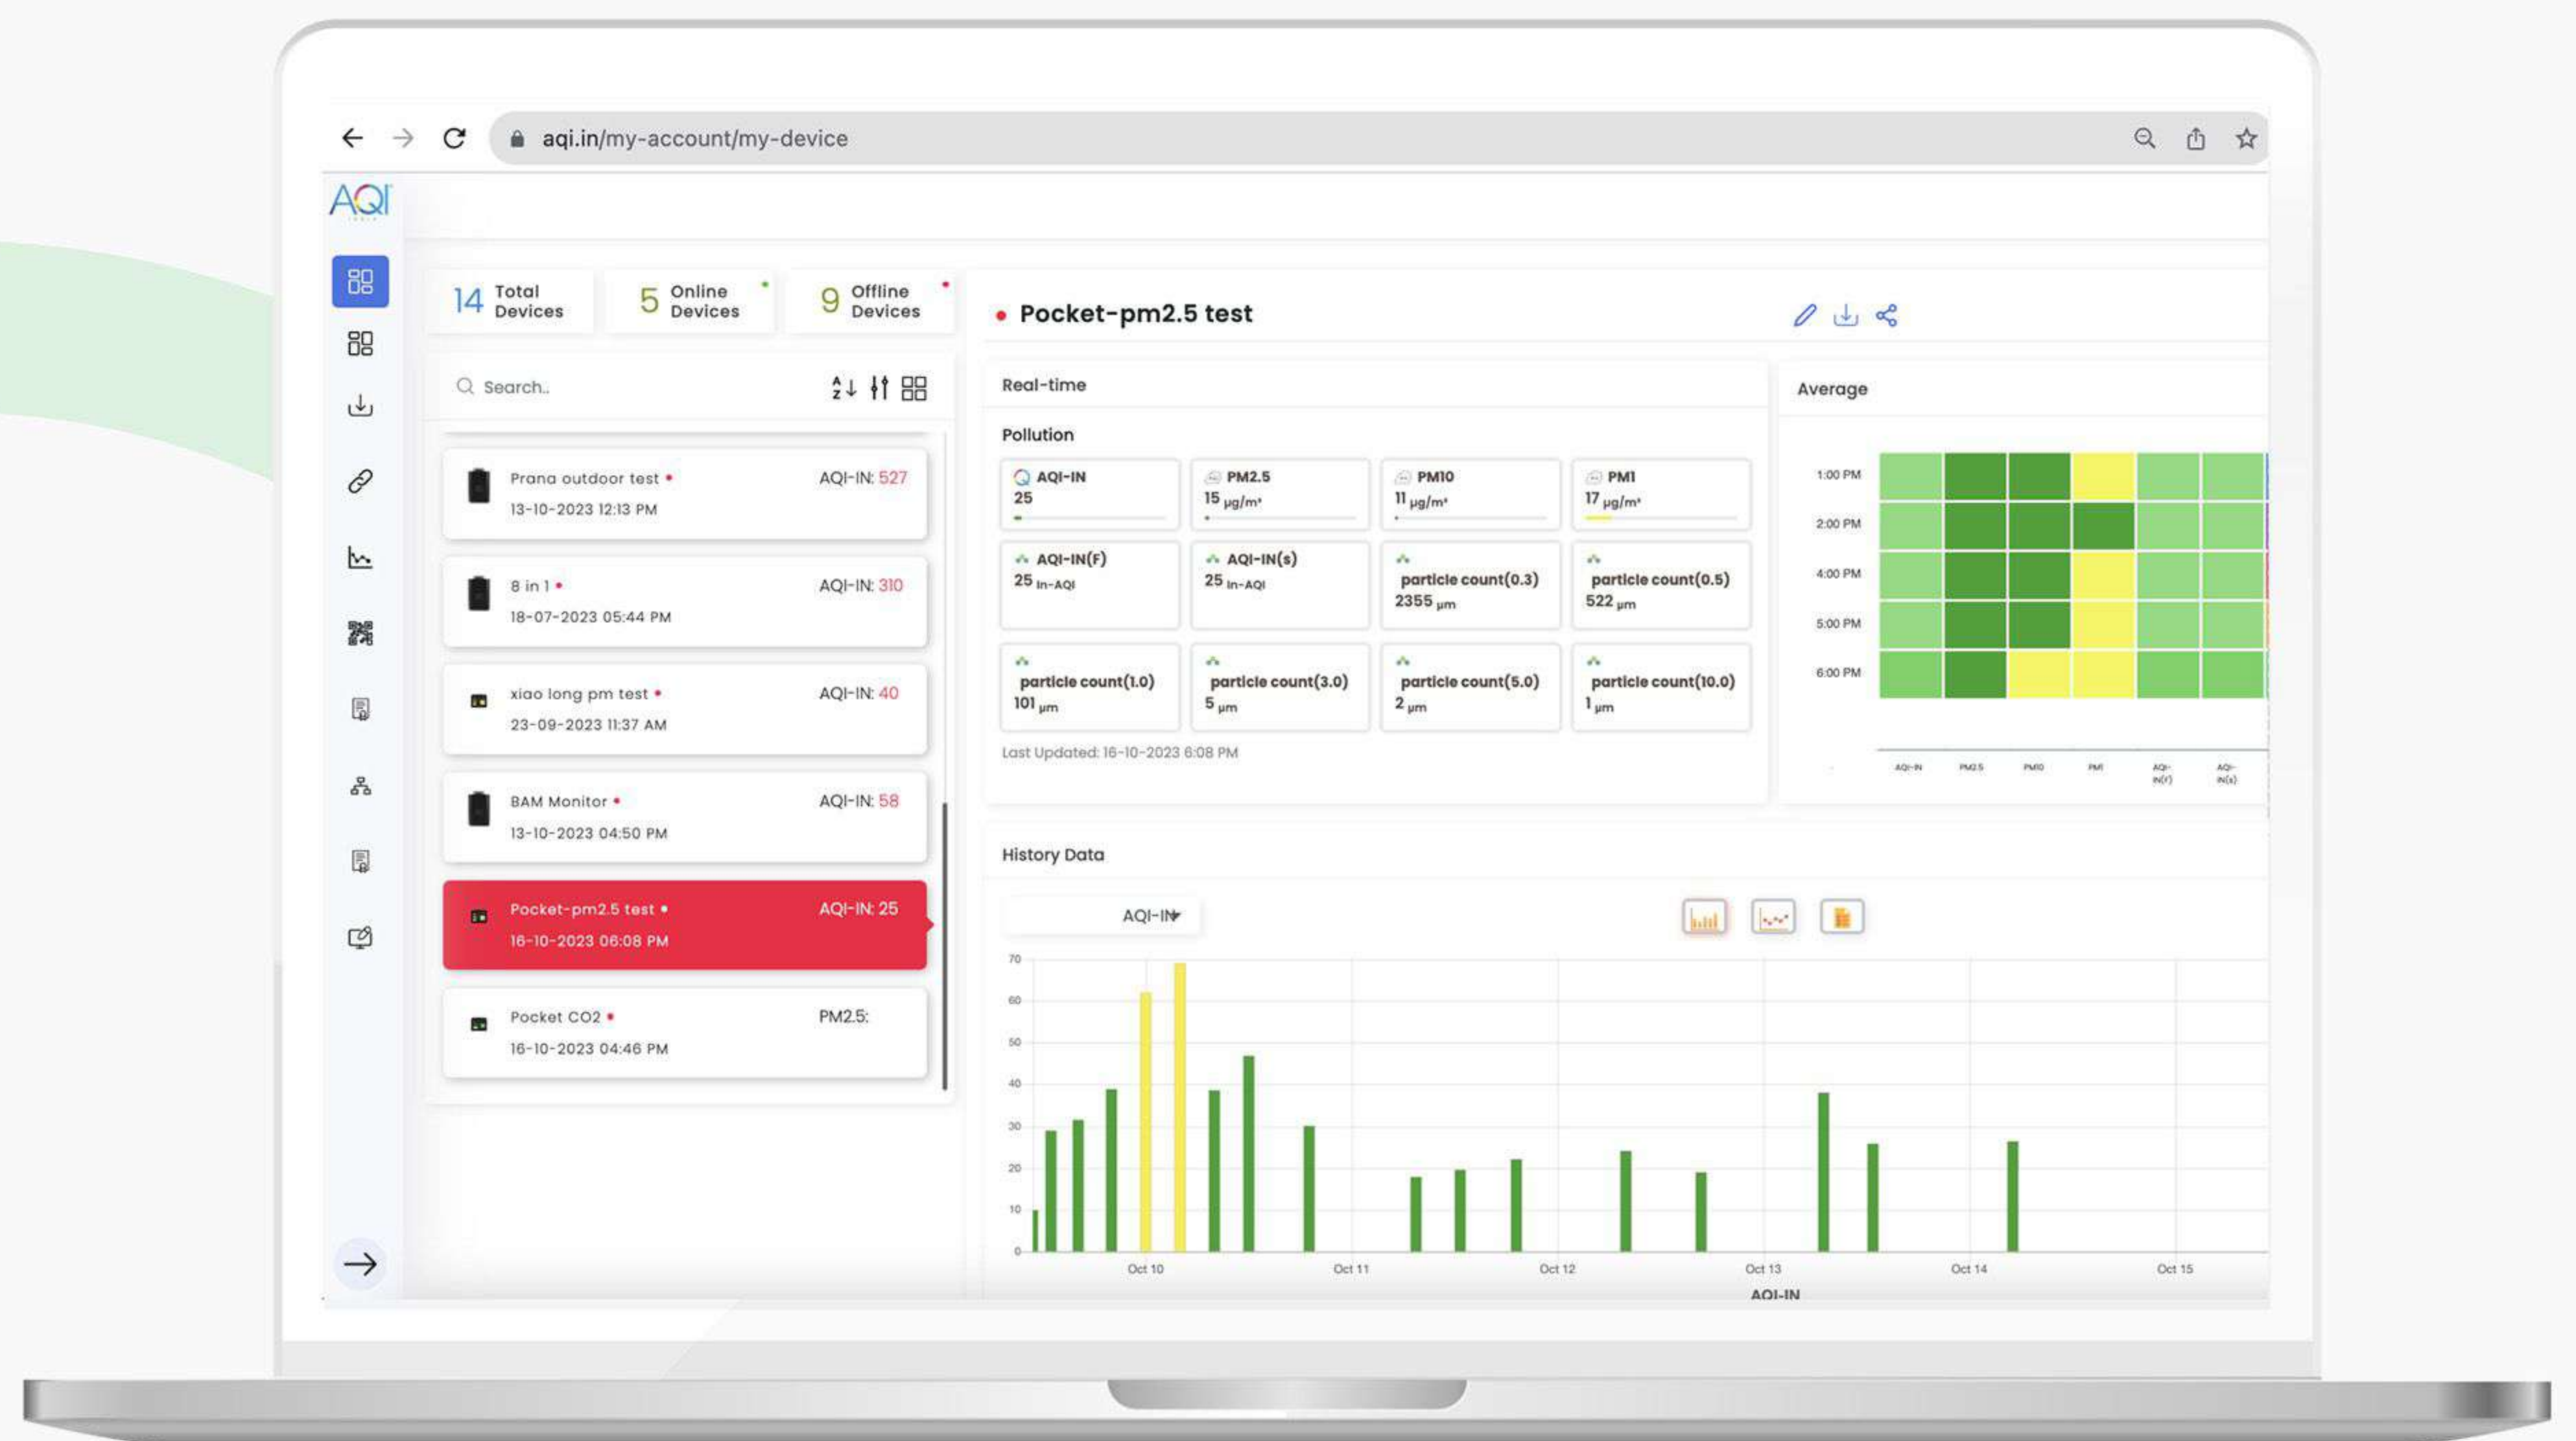 aqi.in/my-account/my-device
AQI
14 Total Devices
5 Online Devices
9 Offline Devices
Search..
Prana outdoor test
AQI-IN: 527
13-10-2023 12:13 PM
8 in 1
AQI-IN: 310
18-07-2023 05:44 PM
xiao long pm test
AQI-IN: 40
23-09-2023 11:37 AM
BAM Monitor
AQI-IN: 58
13-10-2023 04:50 PM
Pocket-pm2.5 test
AQI-IN: 25
16-10-2023 06:08 PM
Pocket CO2
PM2.5:
16-10-2023 04:46 PM
Pocket-pm2.5 test
Real-time
Pollution
AQI-IN
25
PM2.5
15 µg/m³
PM10
11 µg/m³
PM1
17 µg/m³
AQI-IN(F)
25 In-AQI
AQI-IN(s)
25 In-AQI
particle count(0.3)
2355 µm
particle count(0.5)
522 µm
particle count(1.0)
101 µm
particle count(3.0)
5 µm
particle count(5.0)
2 µm
particle count(10.0)
1 µm
Last Updated: 16-10-2023 6:08 PM
Average
1:00 PM
2:00 PM
4:00 PM
5:00 PM
6:00 PM
AQI-IN
PM2.5
PM10
PM1
AQI-
IN(F)
AQI-
IN(s)
History Data
AQI-IN
70
60
50
40
30
20
10
0
Oct 10
Oct 11
Oct 12
Oct 13
Oct 14
Oct 15
AQI-IN